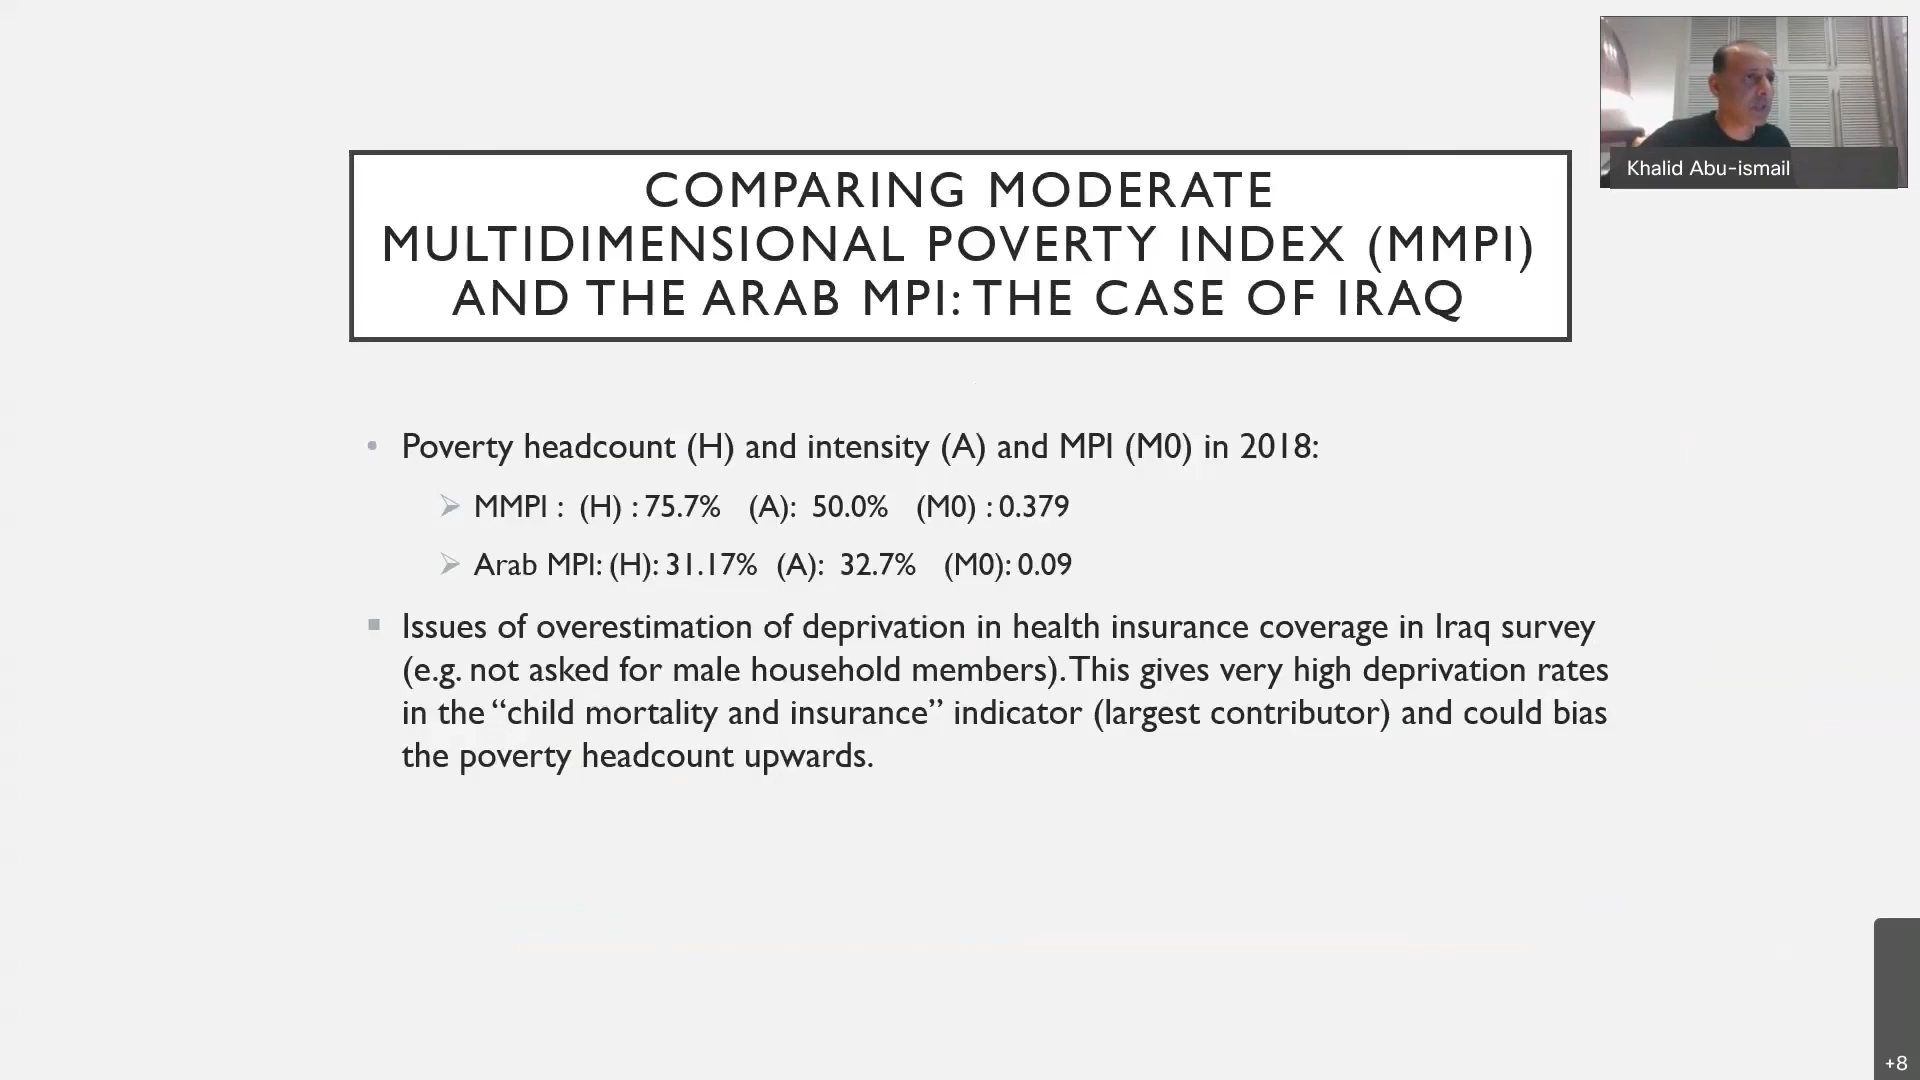 COMPARING MODERATE
MULTIDIMENSIONAL POVERTY INDEX (MMPI)
AND THE ARAB MPI: THE CASE OF IRAQ
Khalid Abu-ismail
• Poverty headcount (H) and intensity (A) and MPI (M0) in 2018:
➢ MMPI : (H) : 75.7% (A): 50.0% (M0) : 0.379
➢ Arab MPI: (H): 31.17% (A): 32.7% (M0): 0.09
▪ Issues of overestimation of deprivation in health insurance coverage in Iraq survey
(e.g. not asked for male household members). This gives very high deprivation rates
in the “child mortality and insurance” indicator (largest contributor) and could bias
the poverty headcount upwards.
+8